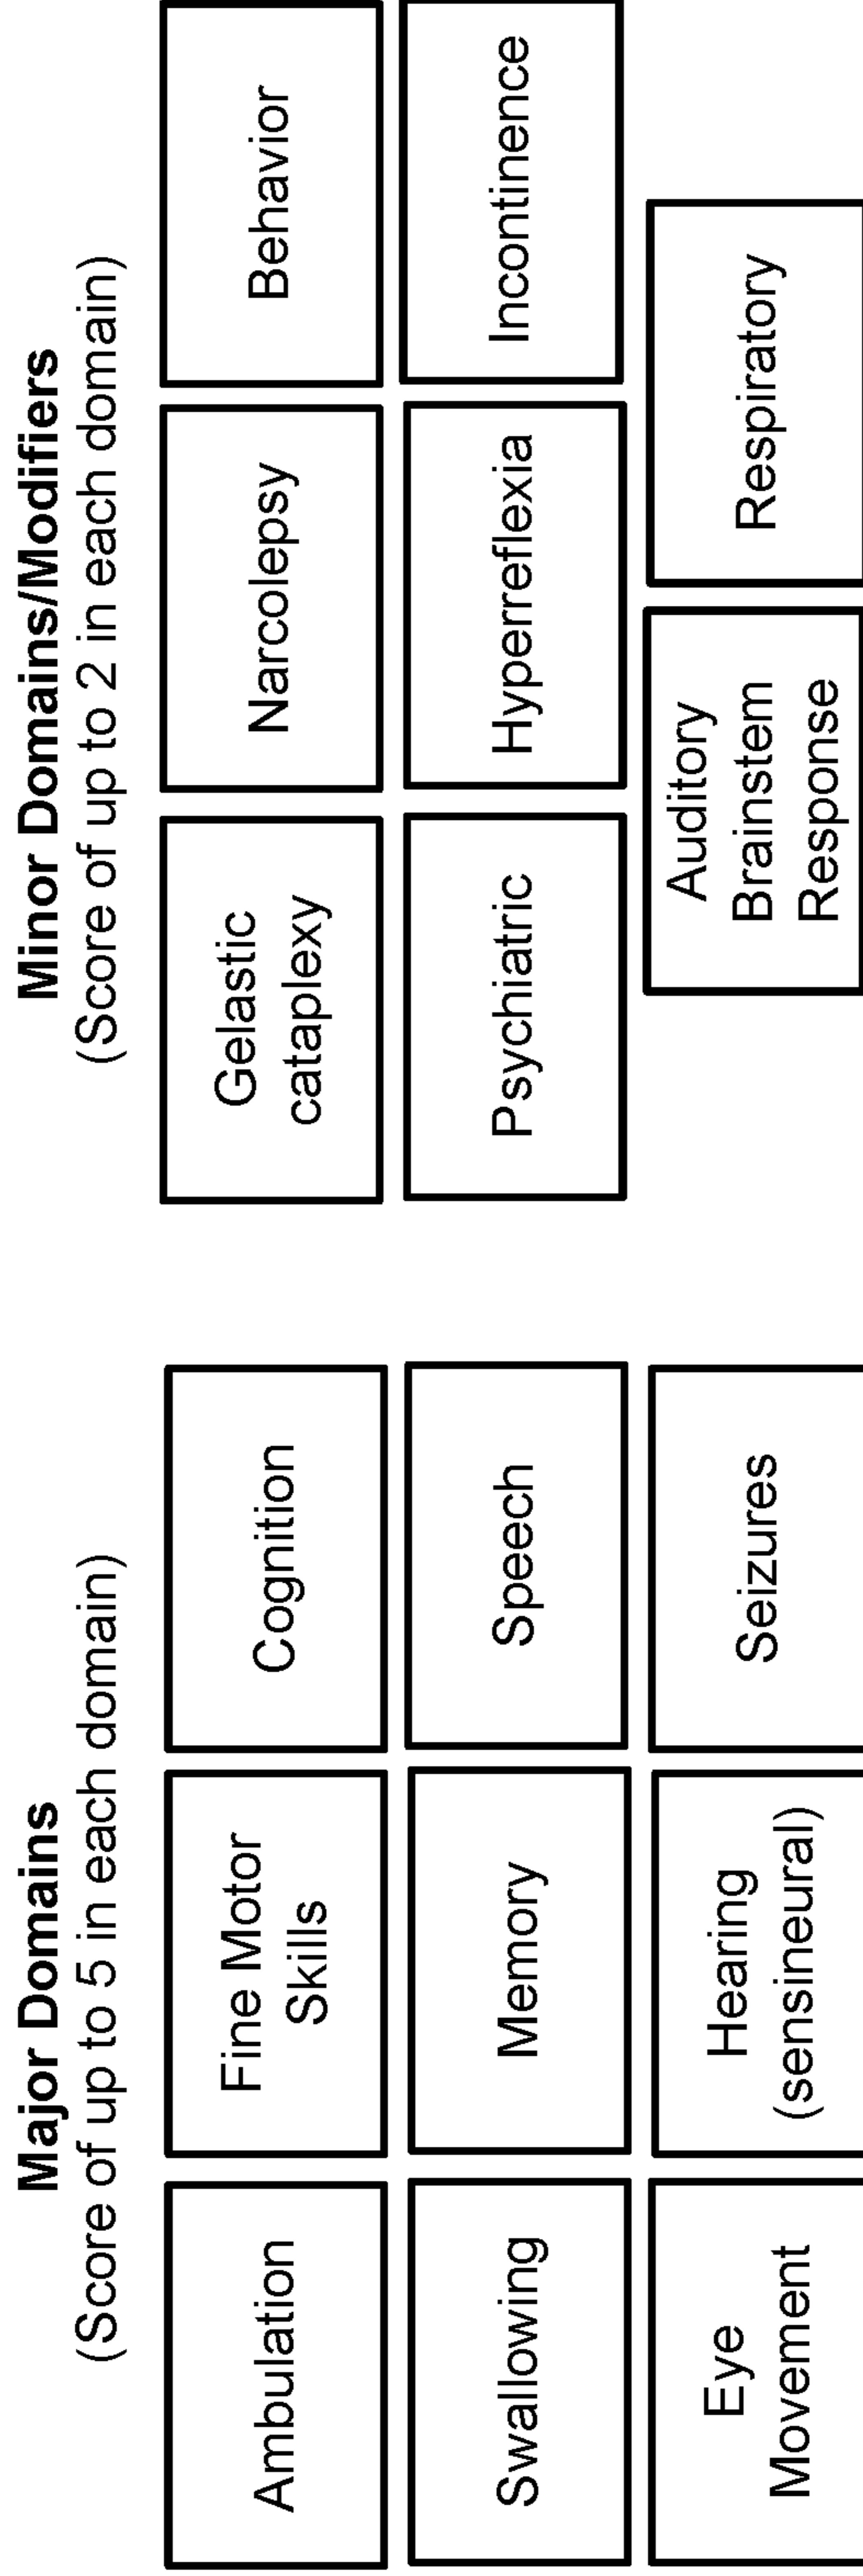 Major Domains
(Score of up to 5 in each domain)
Ambulation
Fine Motor
Skills
Cognition
Swallowing
Memory
Speech
Eye
Movement
Hearing
(sensineural)
Seizures
Minor Domains/Modifiers
(Score of up to 2 in each domain)
Gelastic
cataplexy
Narcolepsy
Behavior
Psychiatric
Hyperreflexia
Incontinence
Auditory
Brainstem
Response
Respiratory